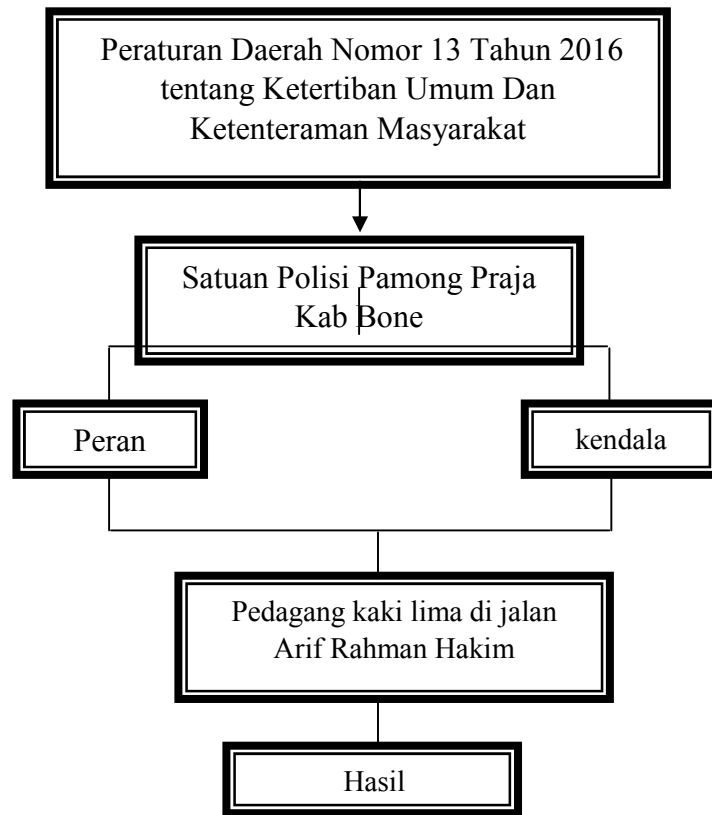 Peraturan Daerah Nomor 13 Tahun 2016
tentang Ketertiban Umum Dan
Ketenteraman Masyarakat
Satuan Polisi Pamong Praja
Kab Bone
Peran
kendala
Pedagang kaki lima di jalan
Arif Rahman Hakim
Hasil